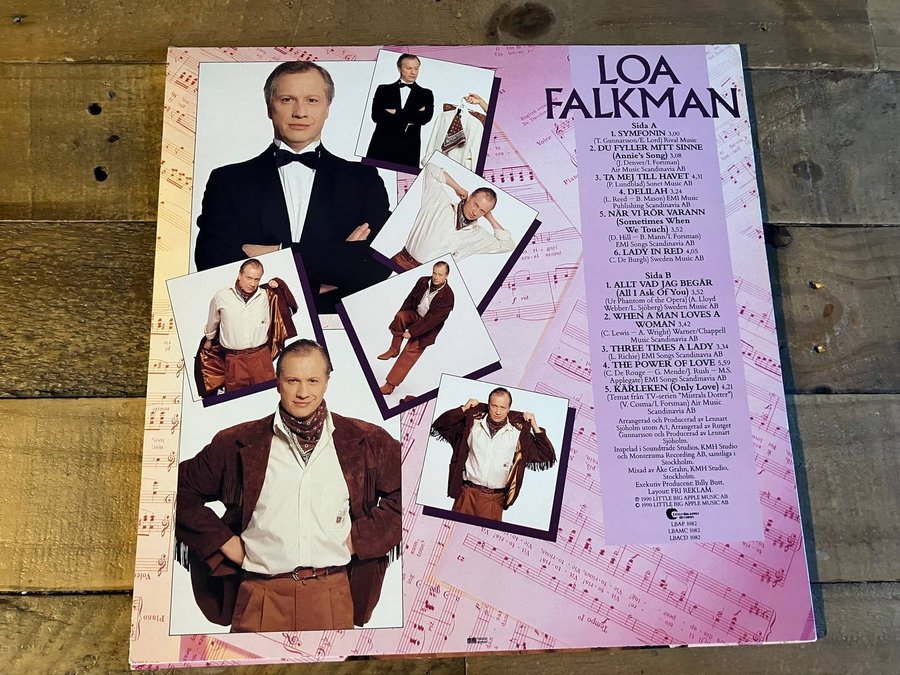 LOA
FALKMAN
Sida A
1. SYMFONIN 3,00
(T. Gunnarsson/E. Lord) Rival Music
2. DU FYLLER MITT SINNE
(Annie's Song) 3,08
(J. Denver/I. Forsman)
Air Music Scandinavia AB
3. TA MEJ TILL HAVET 4,31
(P. Lundblad) Sonet Music AB
4. DELILAH 3,24
(L. Reed – B. Mason) EMI Music
Publishing Scandinavia AB
5. NÄR VI RÖR VARANN
(Sometimes When
We Touch) 3,52
(D. Hill – B. Mann/I. Forsman)
EMI Songs Scandinavia AB
6. LADY IN RED 4,05
(C. De Burgh) Sweden Music AB
Sida B
1. ALLT VAD JAG BEGÄR
(All I Ask Of You) 3,52
(Ur Phantom of the Opera) (A. Lloyd
Webber/L. Sjöberg) Sweden Music AB
2. WHEN A MAN LOVES A
WOMAN 3,42
(C. Lewis – A. Wright) Warner/Chappell
Music Scandinavia AB
3. THREE TIMES A LADY 3,34
(L. Richie) EMI Songs Scandinavia AB
4. THE POWER OF LOVE 5,59
(C. De Rouge – G. Mende/J. Rush – M.S.
Applegate) EMI Songs Scandinavia AB
5. KÄRLEKEN (Only Love) 4,21
(Temat från TV-serien "Mistrals Dotter")
(V. Cosma/I. Forsman) Air Music
Scandinavia AB
Arrangerad och Producerad av Lennart
Sjöholm utom A:1. Arrangerad av Rutger
Gunnarsson och Producerad av Lennart
Sjöholm.
Inspelad i Soundtrade Studios, KMH Studio
och Montezuma Recording AB, samtliga i
Stockholm.
Mixad av Åke Grahn, KMH Studio,
Stockholm.
Exekutiv Producent: Billy Butt.
Layout: FRI REKLAM.
℗ 1990 LITTLE BIG APPLE MUSIC AB
© 1990 LITTLE BIG APPLE MUSIC AB
LITTLE BIG APPLE
RECORDS
LBAP 1082
LBAMC 1082
LBACD 1082